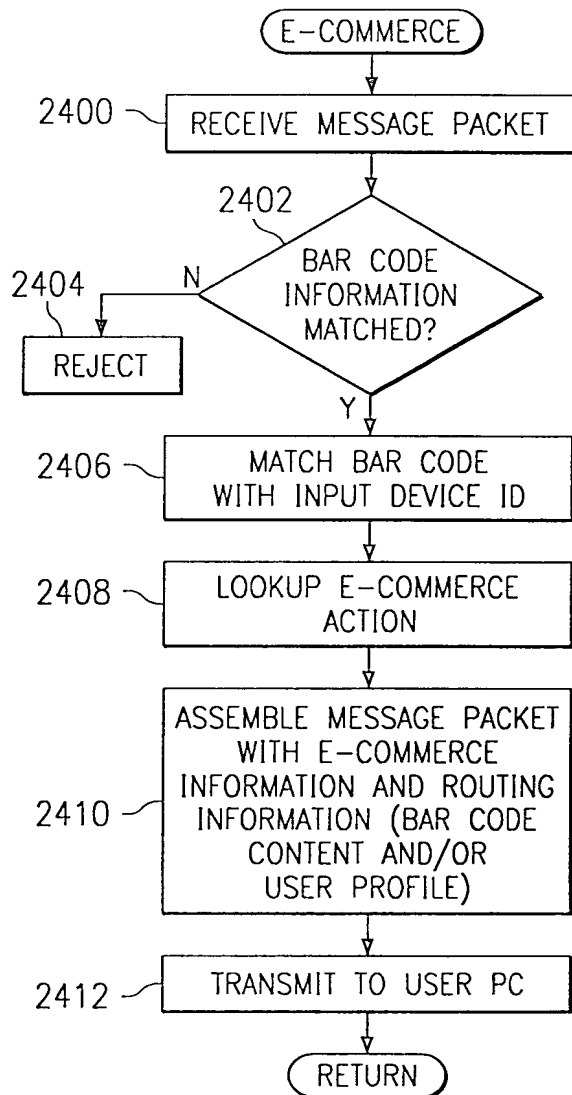 E-COMMERCE
2400
RECEIVE MESSAGE PACKET
2402
BAR CODE
INFORMATION
MATCHED?
N
2404
REJECT
Y
2406
MATCH BAR CODE
WITH INPUT DEVICE ID
2408
LOOKUP E-COMMERCE
ACTION
2410
ASSEMBLE MESSAGE PACKET
WITH E-COMMERCE
INFORMATION AND ROUTING
INFORMATION (BAR CODE
CONTENT AND/OR
USER PROFILE)
2412
TRANSMIT TO USER PC
RETURN